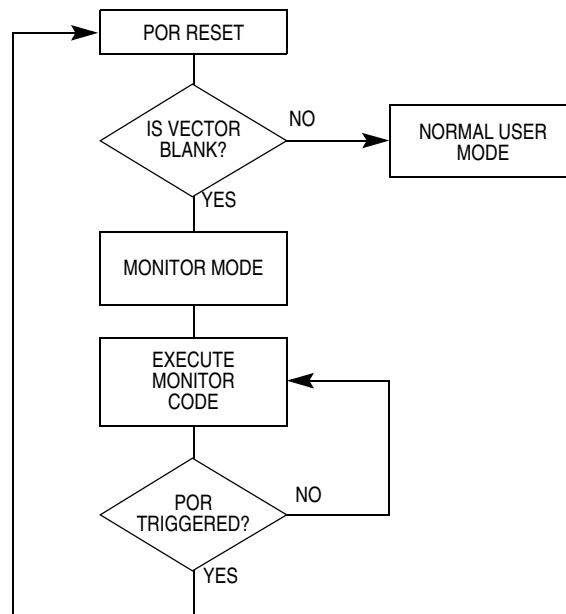 POR RESET
IS VECTOR
BLANK?
NO
NORMAL USER
MODE
YES
MONITOR MODE
EXECUTE
MONITOR
CODE
POR
TRIGGERED?
NO
YES